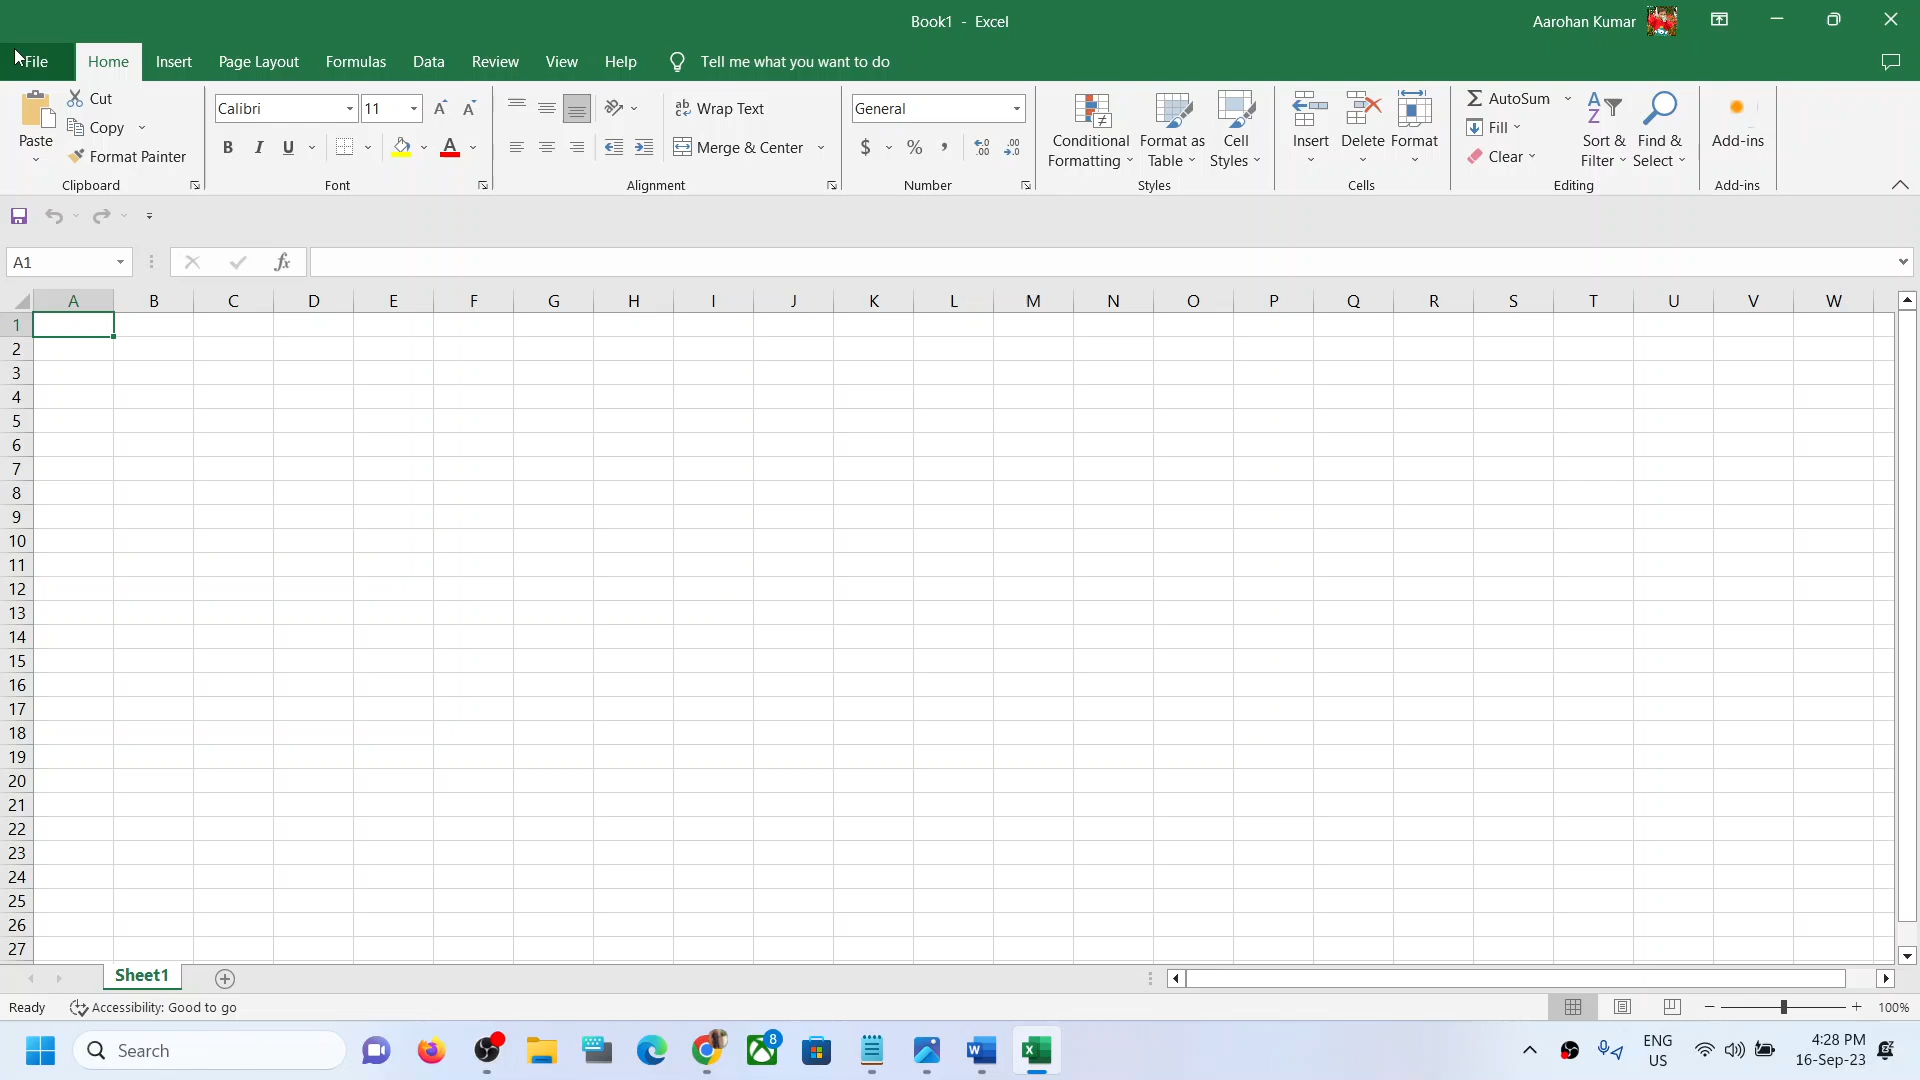 Book1 - Excel
Aarohan Kumar
File Home Insert Page Layout Formulas Data Review View Help Tell me what you want to do
Paste
Cut
Copy
Format Painter
Clipboard
Calibri 11
B I U A
Font
ab Wrap Text
Merge & Center
Alignment
General
$ % ,
Number
Conditional Formatting
Format as Table
Cell Styles
Styles
Insert Delete Format
Cells
AutoSum
Fill
Clear
Sort & Filter
Find & Select
Editing
Add-ins
Add-ins
A1 fx
A B C D E F G H I J K L M N O P Q R S T U V W
1
2
3
4
5
6
7
8
9
10
11
12
13
14
15
16
17
18
19
20
21
22
23
24
25
26
27
Sheet1
Ready Accessibility: Good to go 100%
Search 8 ENG US 4:28 PM 16-Sep-23